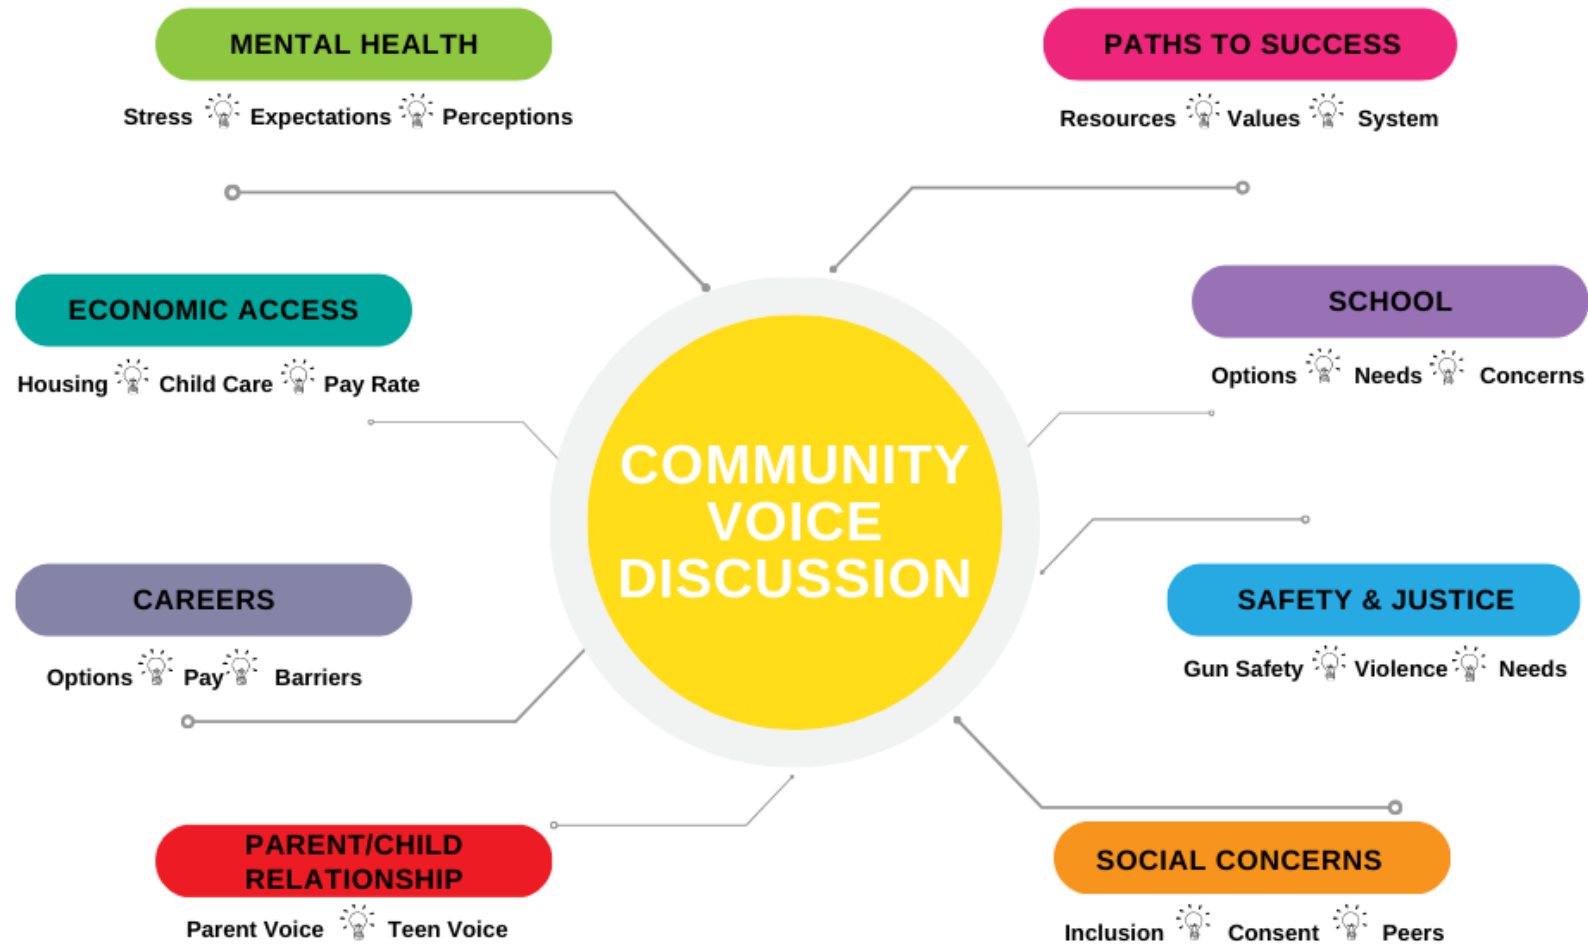 MENTAL HEALTH
Stress Expectations Perceptions
PATHS TO SUCCESS
Resources Values System
ECONOMIC ACCESS
Housing Child Care Pay Rate
SCHOOL
Options Needs Concerns
COMMUNITY
VOICE
DISCUSSION
CAREERS
Options Pay Barriers
SAFETY & JUSTICE
Gun Safety Violence Needs
PARENT/CHILD
RELATIONSHIP
Parent Voice Teen Voice
SOCIAL CONCERNS
Inclusion Consent Peers